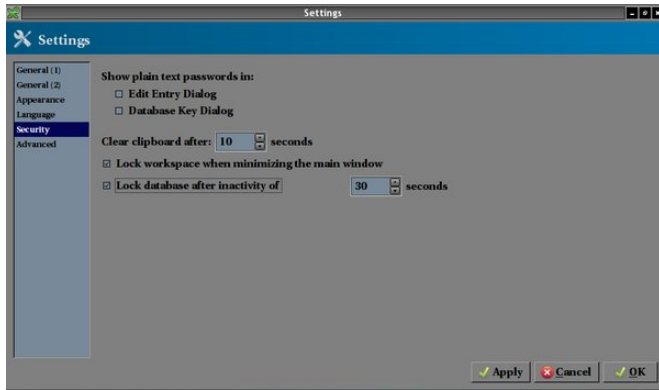 Settings
Settings
General (1)
General (2)
Appearance
Language
Security
Advanced
Show plain text passwords in:
Edit Entry Dialog
Database Key Dialog
Clear clipboard after: 10 seconds
Lock workspace when minimizing the main window
Lock database after inactivity of 30 seconds
Apply Cancel OK